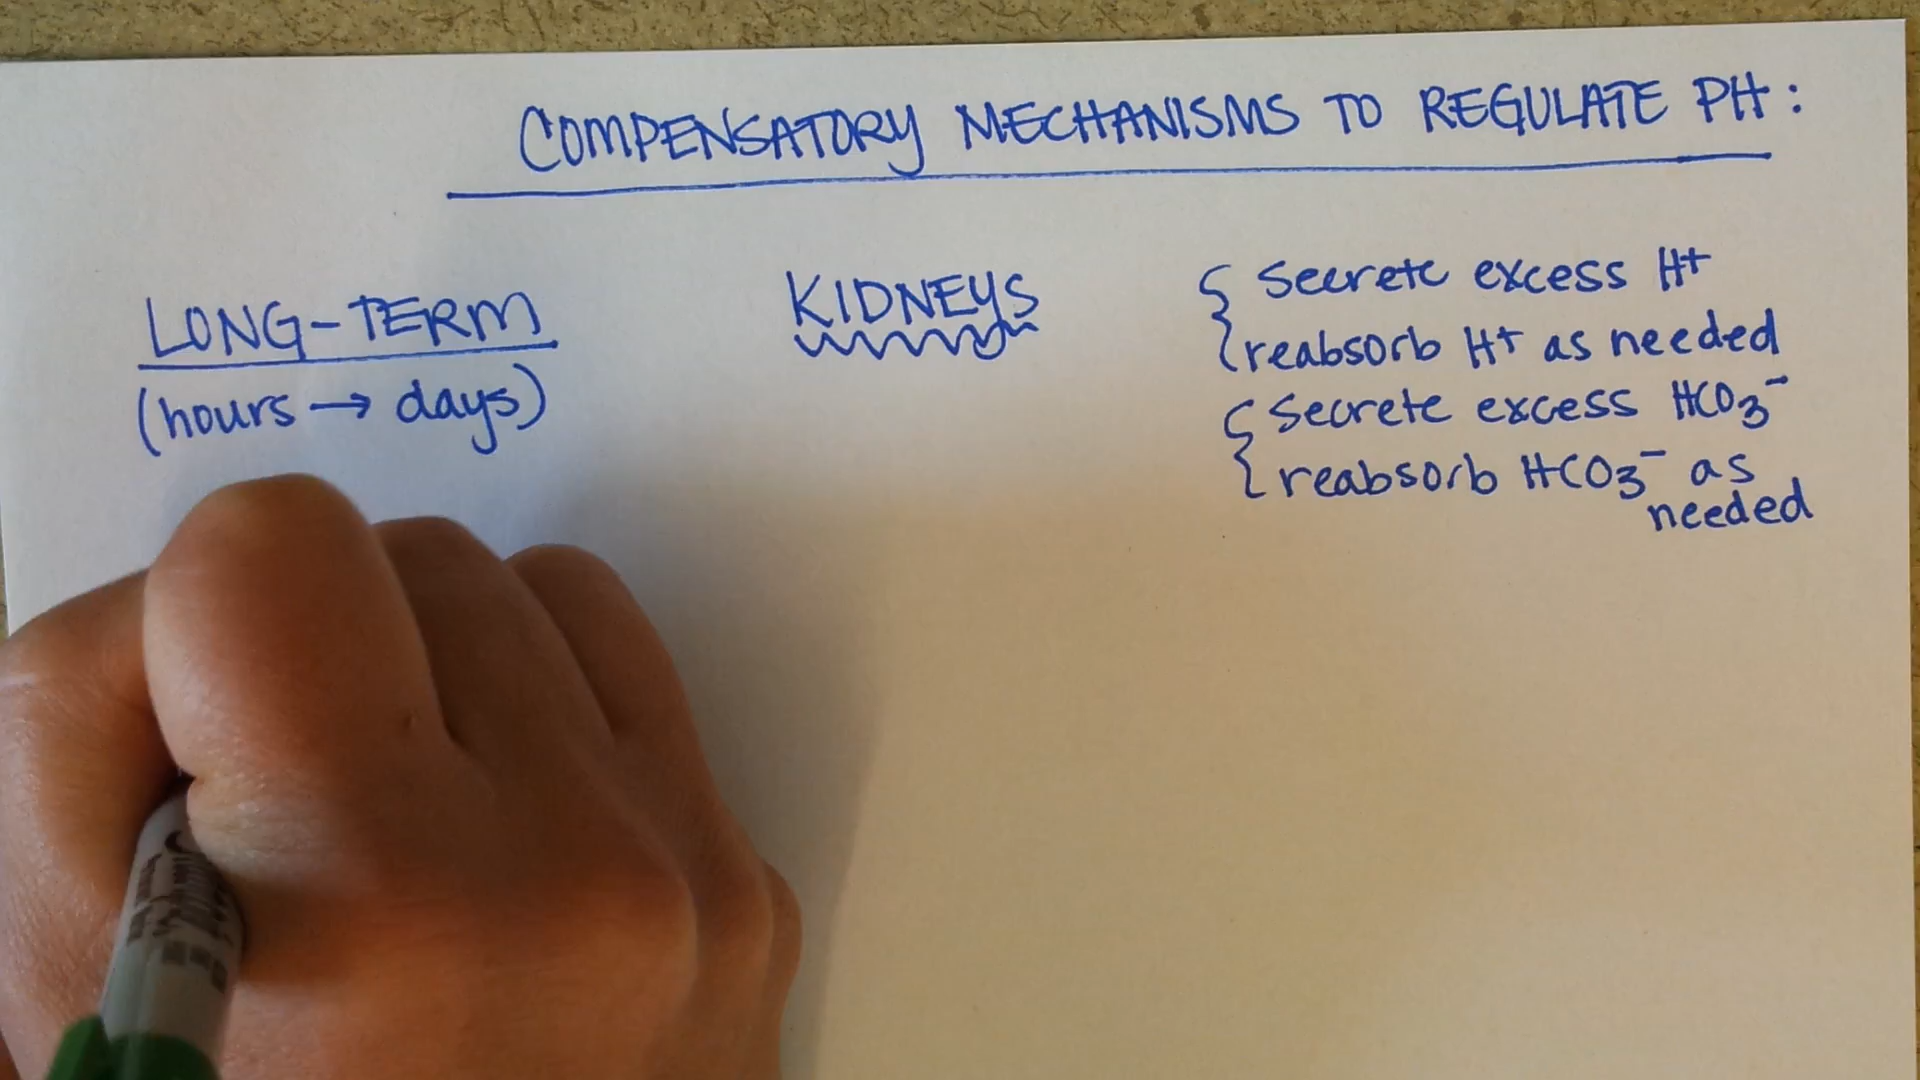 COMPENSATORY MECHANISMS TO REGULATE PH:
LONG-TERM
(hours → days)
KIDNEYS
{ Secrete excess H+
reabsorb H+ as needed
{ Secrete excess HCO3-
reabsorb HCO3- as
needed